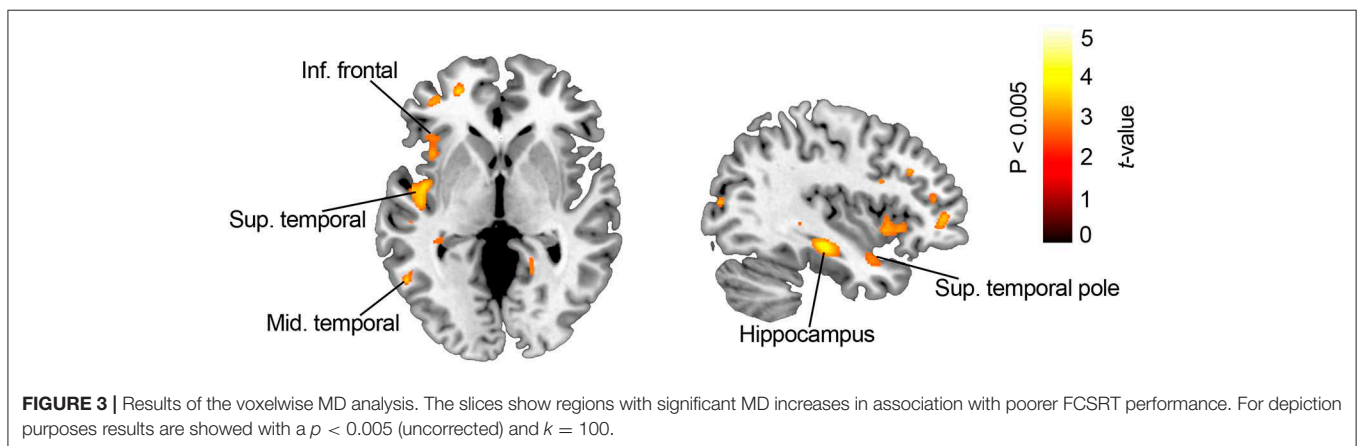 Inf. frontal
Sup. temporal
Mid. temporal
Hippocampus
Sup. temporal pole
P < 0.005
5
4
3
2
1
0
t-value
FIGURE 3 | Results of the voxelwise MD analysis. The slices show regions with significant MD increases in association with poorer FCSRT performance. For depiction
purposes results are showed with a p < 0.005 (uncorrected) and k = 100.